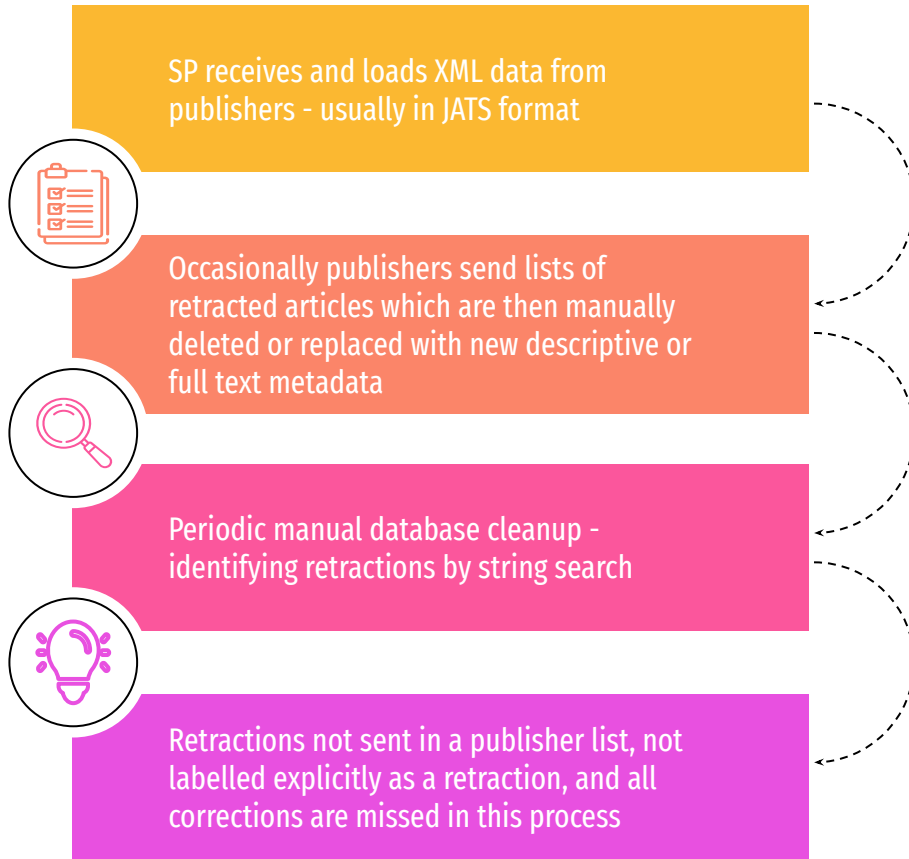 SP receives and loads XML data from
publishers - usually in JATS format
Occasionally publishers send lists of
retracted articles which are then manually
deleted or replaced with new descriptive or
full text metadata
Periodic manual database cleanup -
identifying retractions by string search
Retractions not sent in a publisher list, not
labelled explicitly as a retraction, and all
corrections are missed in this process